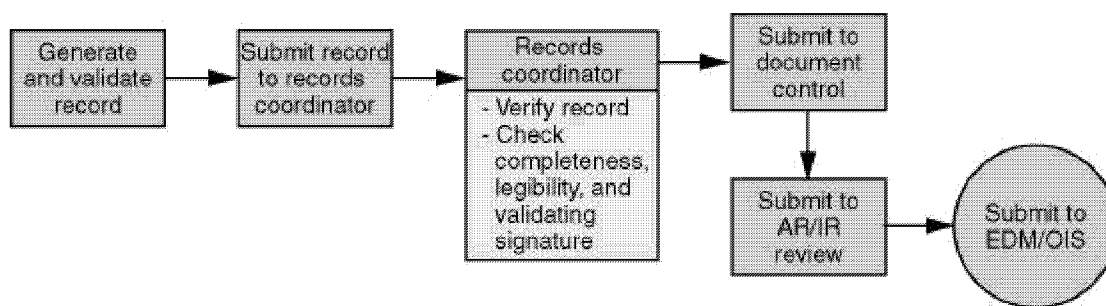 Generate
and validate
record
Submit record
to records
coordinator
Records
coordinator
- Verify record
- Check
completeness,
legibility, and
validating
signature
Submit to
document
control
Submit to
AR/IR
review
Submit to
EDM/OIS